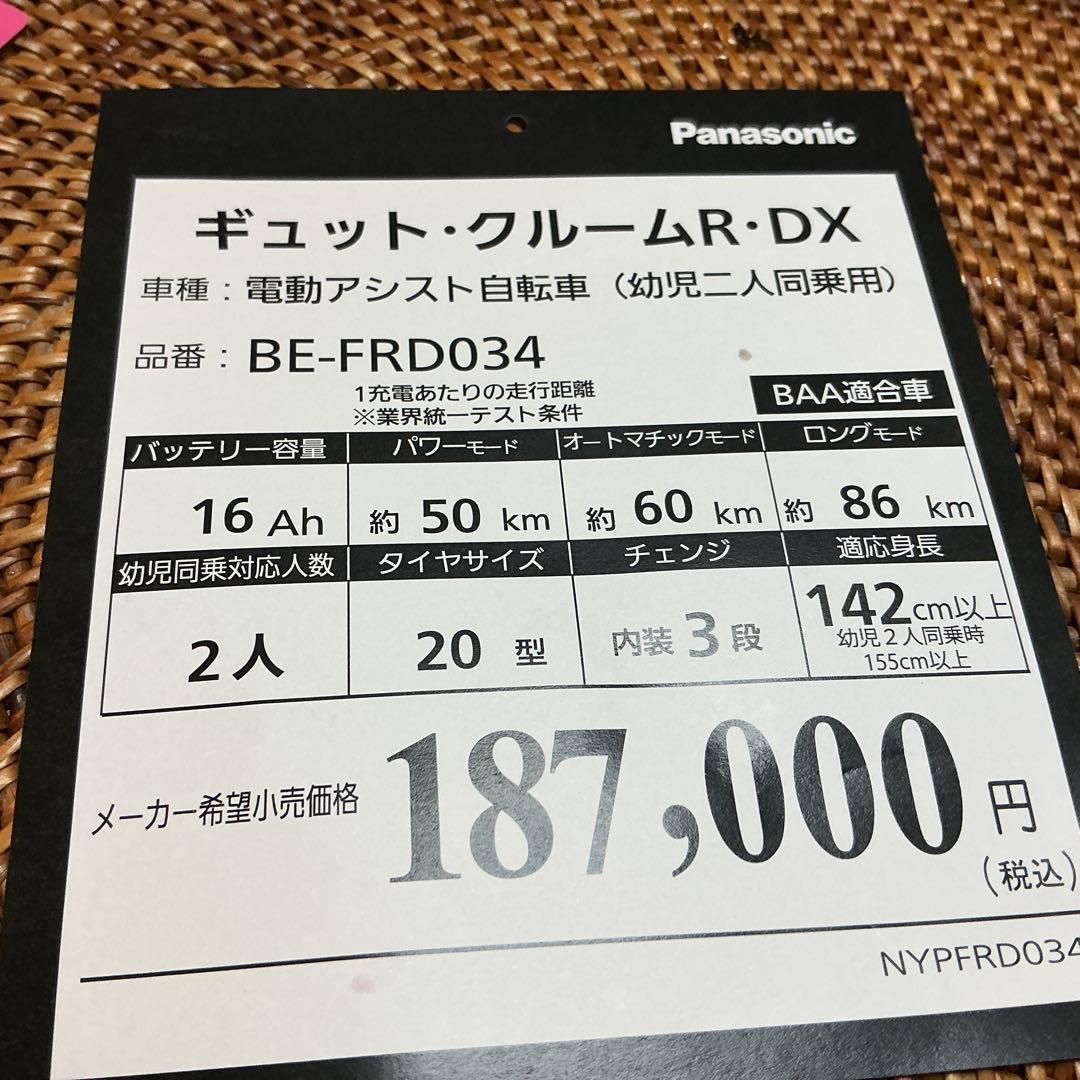 Panasonic
ギュット・クルームR・DX
車種：電動アシスト自転車（幼児二人同乗用）
品番：BE-FRD034
1充電あたりの走行距離
※業界統一テスト条件
BAA適合車
バッテリー容量 パワーモード オートマチックモード ロングモード
16 Ah 約 50 km 約 60 km 約 86 km
幼児同乗対応人数 タイヤサイズ チェンジ 適応身長
2人 20 型 内装 3 段 142cm以上
幼児2人同乗時
155cm以上
メーカー希望小売価格 187,000 円
（税込）
NYPFRD034